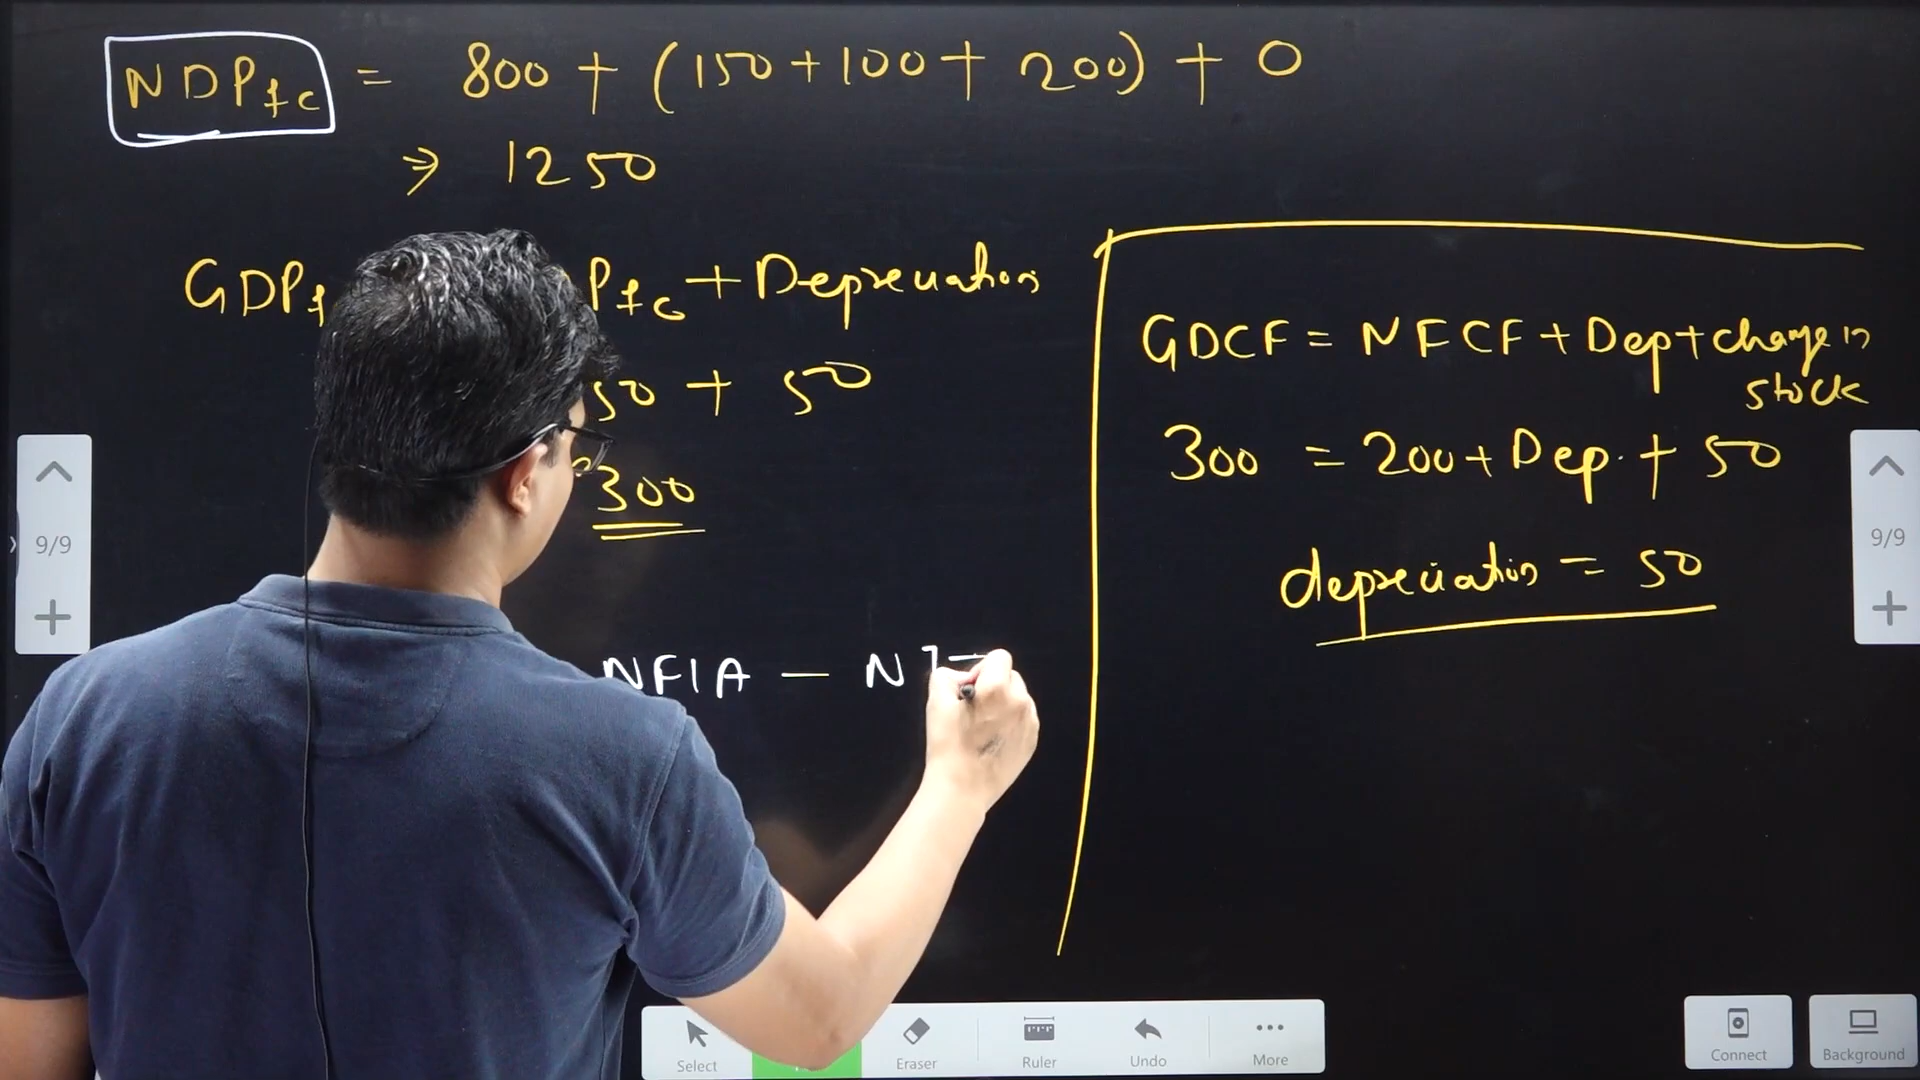 NDPfc = 800 + (150 + 100 + 200) + 0
⇒ 1250
GDPf Pfc + Depreciation
50 + 50
300
NFIA - NI
GDCF = NFCF + Dep + change in
stock
300 = 200 + Dep. + 50
depreciation = 50
9/9
9/9
Select
Eraser
Ruler
Undo
More
Connect
Background